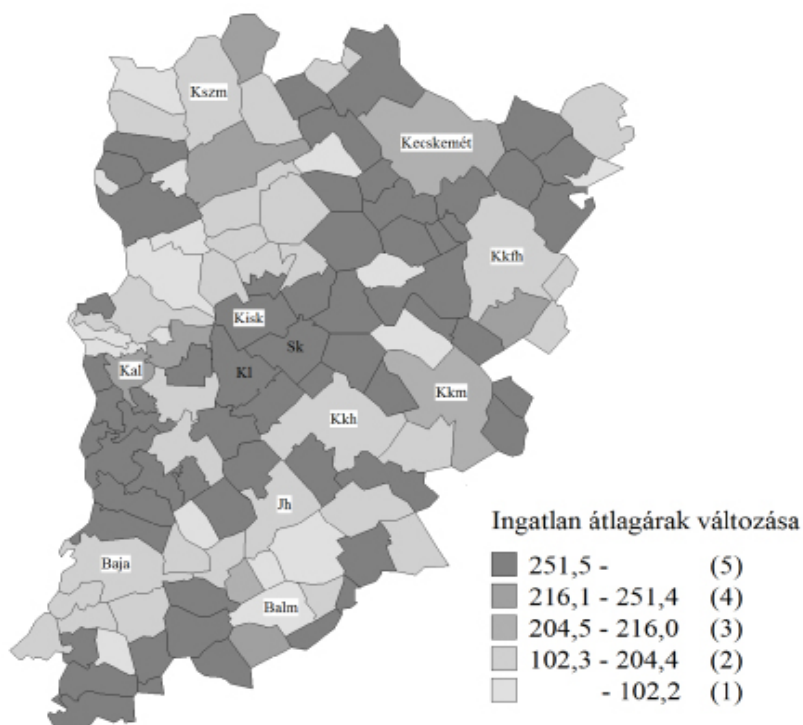 Kszm
Kecskemét
Kkfh
Kisk
Sk
Kal
Kl
Kkm
Kkh
Jh
Baja
Balm
Ingatlan átlagárak változása
251,5 - (5)
216,1 - 251,4 (4)
204,5 - 216,0 (3)
102,3 - 204,4 (2)
- 102,2 (1)